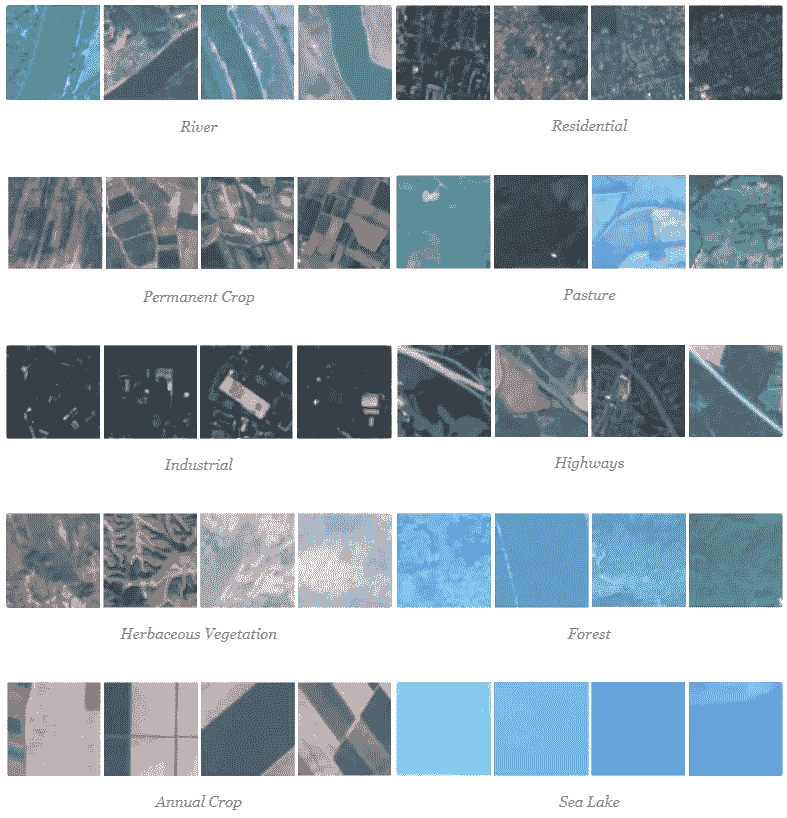 River
Residential
Permanent Crop
Pasture
Industrial
Highways
Herbaceous Vegetation
Forest
Annual Crop
Sea Lake